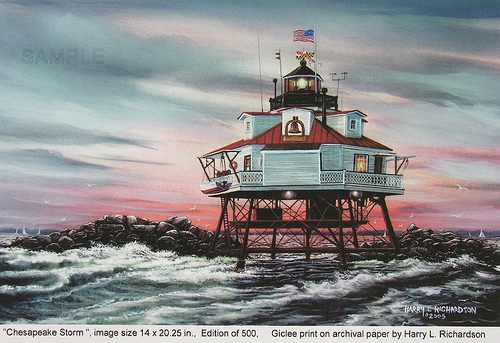 SAMPLE
HARRY L RICHARDSON
©2005
"Chesapeake Storm", image size 14 x 20.25 in., Edition of 500, Giclee print on archival paper by Harry L. Richardson